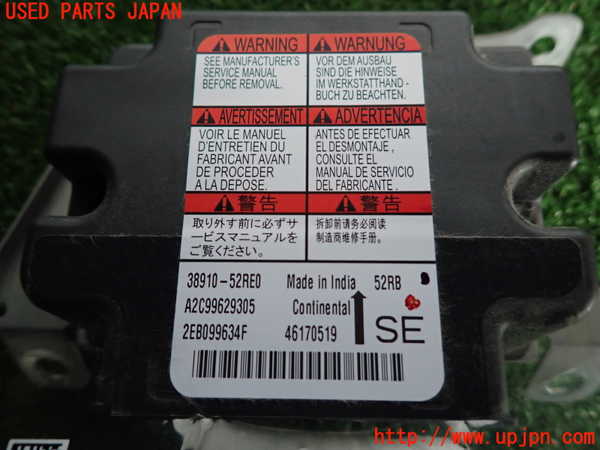 USED PARTS JAPAN
WARNING
SEE MANUFACTURER'S
SERVICE MANUAL
BEFORE REMOVAL.
WARNUNG
VOR DEM AUSBAU
SIND DIE HINWEISE
IM WERKSTATTHAND-
BUCH ZU BEACHTEN.
AVERTISSEMENT
VOIR LE MANUEL
D'ENTRETIEN DU
FABRICANT AVANT
DE PROCEDER
A LA DEPOSE.
ADVERTENCIA
ANTES DE EFECTUAR
EL DESMONTAJE,
CONSULTE EL
MANUAL DE SERVICIO
DEL FABRICANTE.
警告
取り外す前に必ずサ
ービスマニュアルをご
ご覧ください。
警告
拆卸前请务必阅读
制造商维修手册。
38910-52RE0 Made in India 52RB
A2C99629305 Continental
2EB099634F 46170519 SE
http://www.upjpn.com/